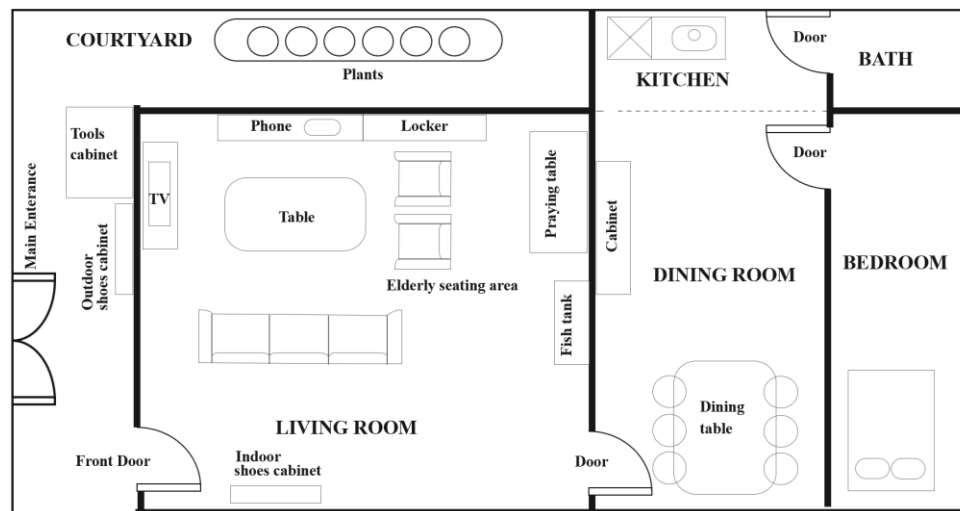 COURTYARD
Plants
KITCHEN
Door
BATH
Tools
cabinet
Phone
Locker
Door
TV
Table
Praying table
Cabinet
Main Enterance
Outdoor
shoes cabinet
Elderly seating area
DINING ROOM
BEDROOM
Fish tank
Dining
table
LIVING ROOM
Front Door
Indoor
shoes cabinet
Door